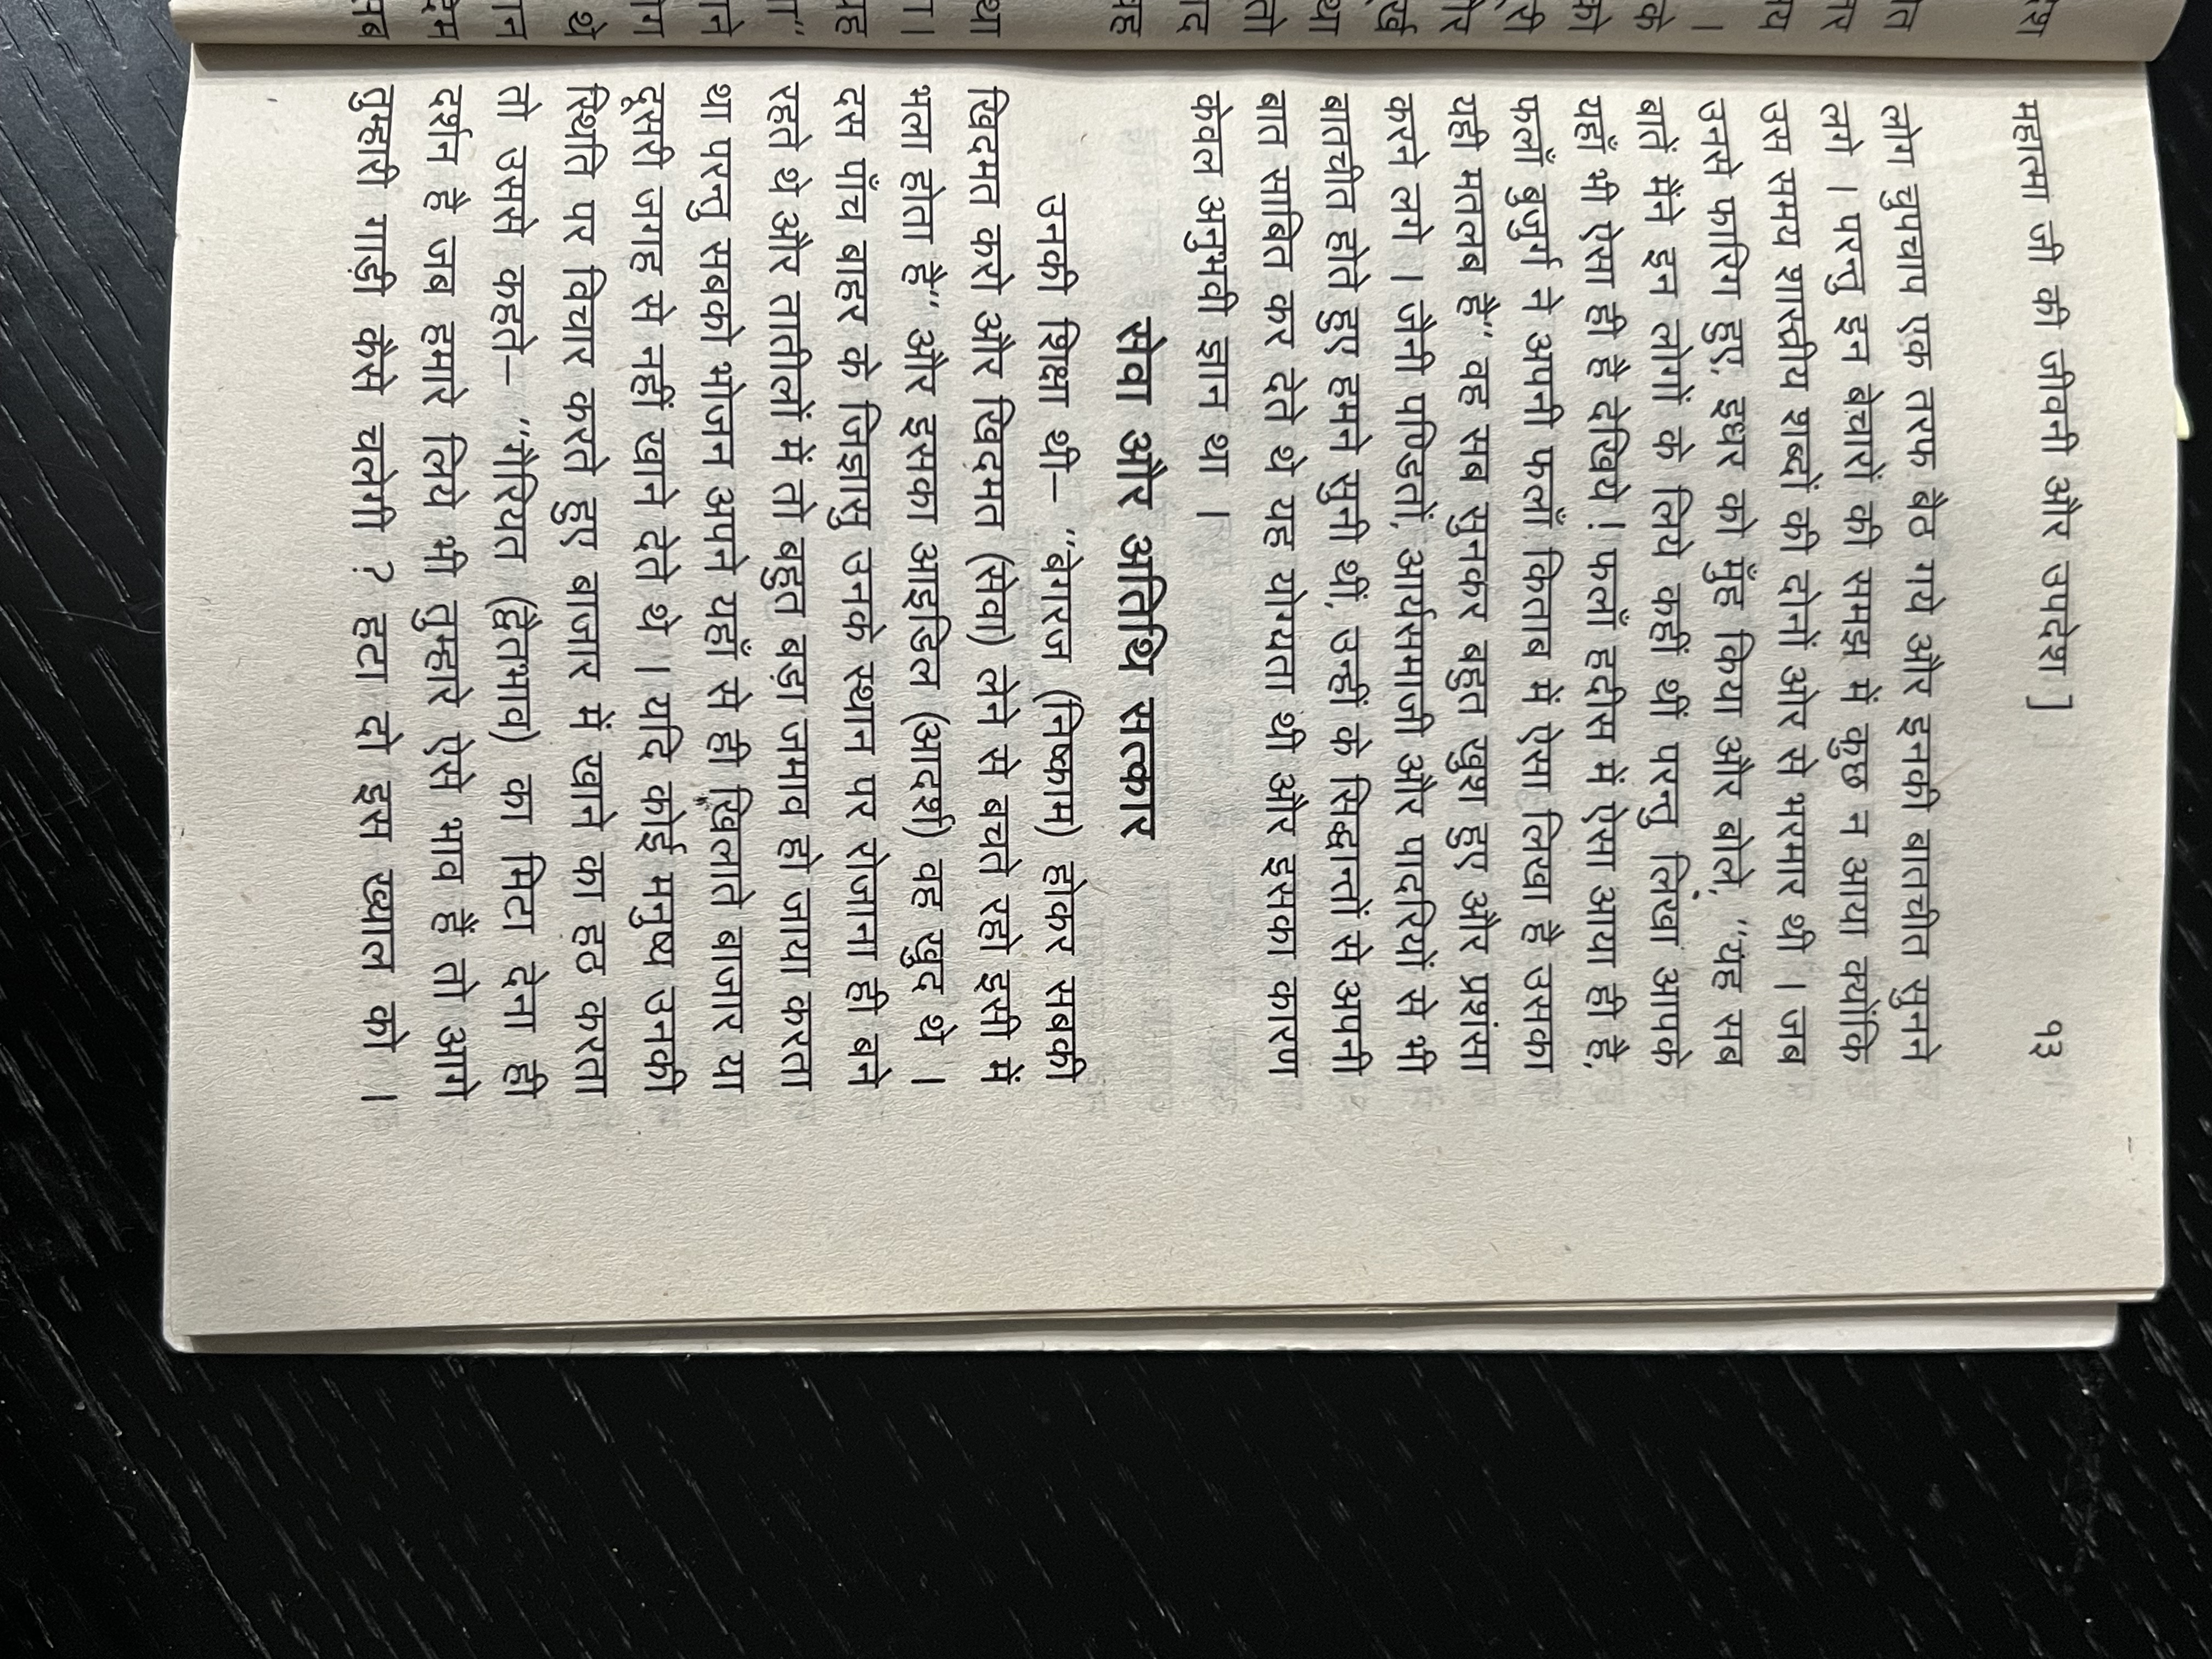 महात्मा जी की जीवनी और उपदेश ] १३
लोग चुपचाप एक तरफ बैठ गये और इनकी बातचीत सुनने
लगे । परन्तु इन बेचारों की समझ में कुछ न आया क्योंकि
उस समय शास्त्रीय शब्दों की दोनों ओर से भरमार थी । जब
उनसे फारिग हुए, इधर को मुँह किया और बोले, “यह सब
बातें मैंने इन लोगों के लिये कहीं थीं परन्तु लिखा आपके
यहाँ भी ऐसा ही है देखिये ! फलाँ हदीस में ऐसा आया ही है,
फलाँ बुजुर्ग ने अपनी फलाँ किताब में ऐसा लिखा है उसका
यही मतलब है” वह सब सुनकर बहुत खुश हुए और प्रशंसा
करने लगे । जैनी पण्डितों, आर्यसमाजी और पादरियों से भी
बातचीत होते हुए हमने सुनी थीं, उन्हीं के सिद्धान्तों से अपनी
बात साबित कर देते थे यह योग्यता थी और इसका कारण
केवल अनुभवी ज्ञान था ।
सेवा और अतिथि सत्कार
उनकी शिक्षा थी– “बेगरज (निष्काम) होकर सबकी
खिदमत करो और खिदमत (सेवा) लेने से बचते रहो इसी में
भला होता है” और इसका आइडिल (आदर्श) वह खुद थे ।
दस पाँच बाहर के जिज्ञासु उनके स्थान पर रोजाना ही बने
रहते थे और तातीलों में तो बहुत बड़ा जमाव हो जाया करता
था परन्तु सबको भोजन अपने यहाँ से ही खिलाते बाजार या
दूसरी जगह से नहीं खाने देते थे । यदि कोई मनुष्य उनकी
स्थिति पर विचार करते हुए बाजार में खाने का हठ करता
तो उससे कहते– “गैरियत (द्वैतभाव) का मिटा देना ही
दर्शन है जब हमारे लिये भी तुम्हारे ऐसे भाव हैं तो आगे
तुम्हारी गाड़ी कैसे चलेगी ? हटा दो इस ख्याल को ।